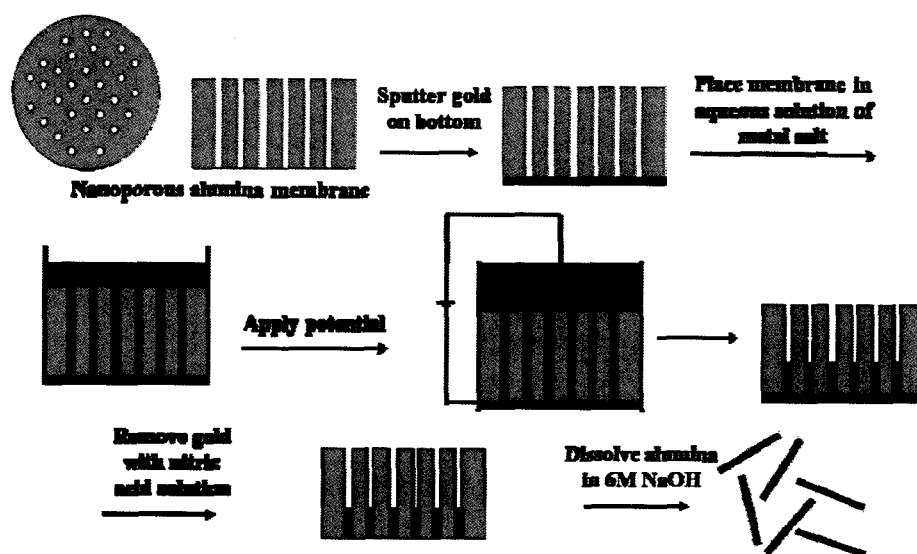 Sputter gold
on bottom
Place membrane in
aqueous solution of
metal salt
Nanoporous alumina membrane
Apply potential
Remove gold
with nitric
acid solution
Dissolve alumina
in 6M NaOH